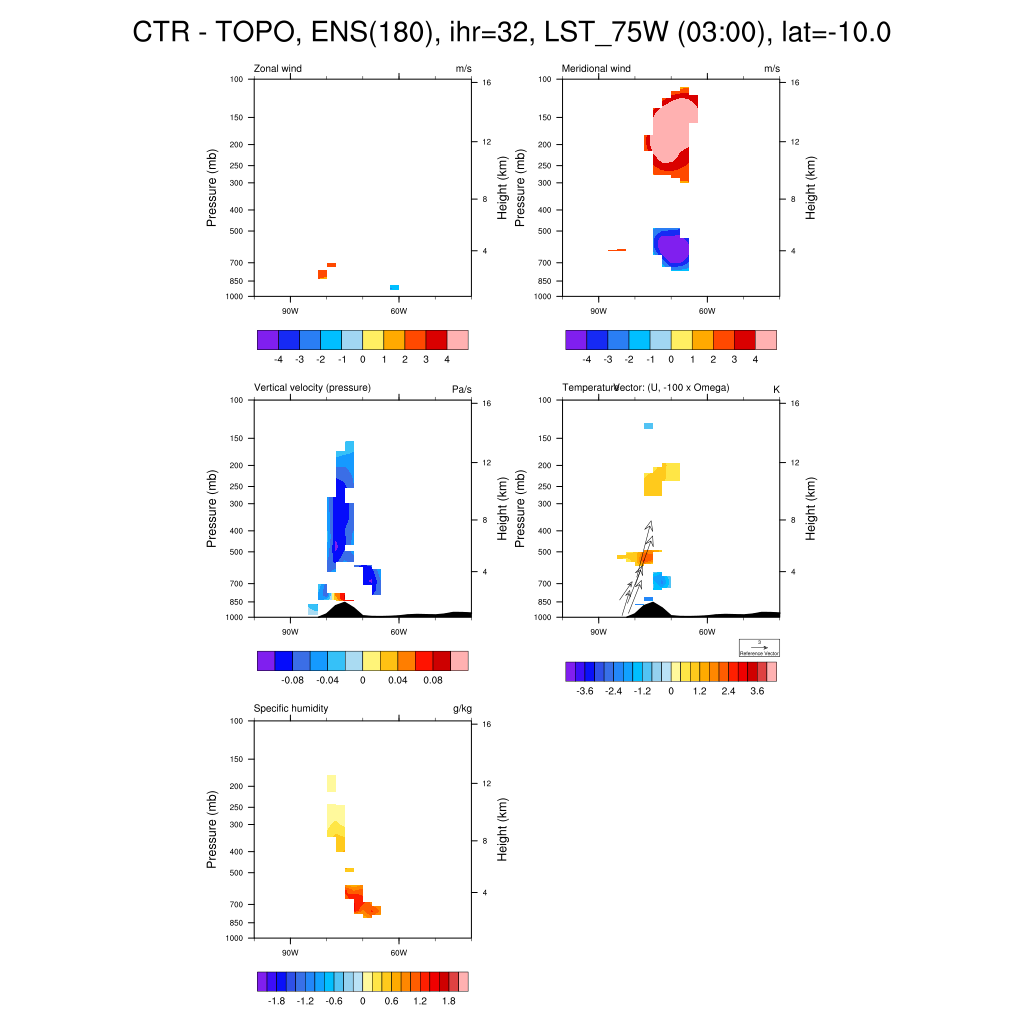 CTR - TOPO, ENS(180), ihr=32, LST_75W (03:00), lat=-10.0
Zonal wind m/s
100
150
200
250
300
400
500
700
850
1000
Pressure (mb)
16
12
8
4
Height (km)
90W 60W
-4 -3 -2 -1 0 1 2 3 4
Meridional wind m/s
100
150
200
250
300
400
500
700
850
1000
Pressure (mb)
16
12
8
4
Height (km)
90W 60W
-4 -3 -2 -1 0 1 2 3 4
Vertical velocity (pressure) Pa/s
100
150
200
250
300
400
500
700
850
1000
Pressure (mb)
16
12
8
4
Height (km)
90W 60W
-0.08 -0.04 0 0.04 0.08
Temperature Vector: (U, -100 x Omega) K
100
150
200
250
300
400
500
700
850
1000
Pressure (mb)
16
12
8
4
Height (km)
90W 60W
3
Reference Vector
-3.6 -2.4 -1.2 0 1.2 2.4 3.6
Specific humidity g/kg
100
150
200
250
300
400
500
700
850
1000
Pressure (mb)
16
12
8
4
Height (km)
90W 60W
-1.8 -1.2 -0.6 0 0.6 1.2 1.8